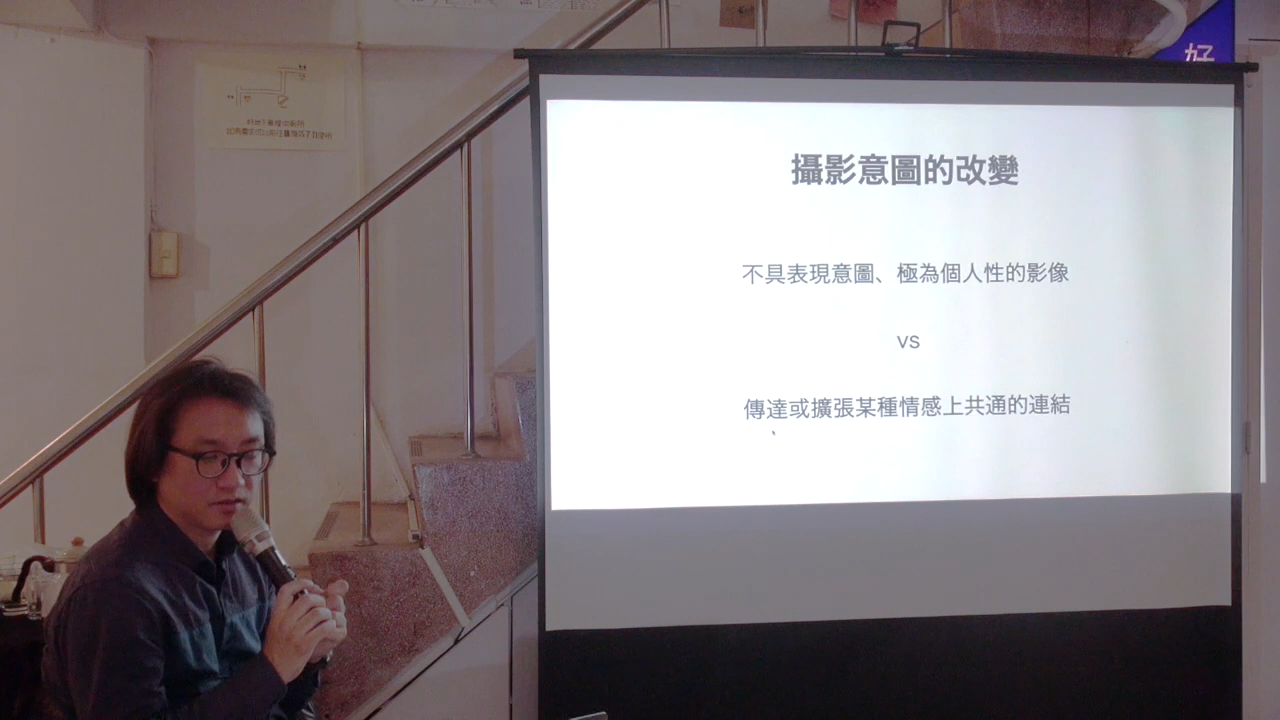 好
攝影意圖的改變
不具表現意圖、極為個人性的影像
vs
傳達或擴張某種情感上共通的連結